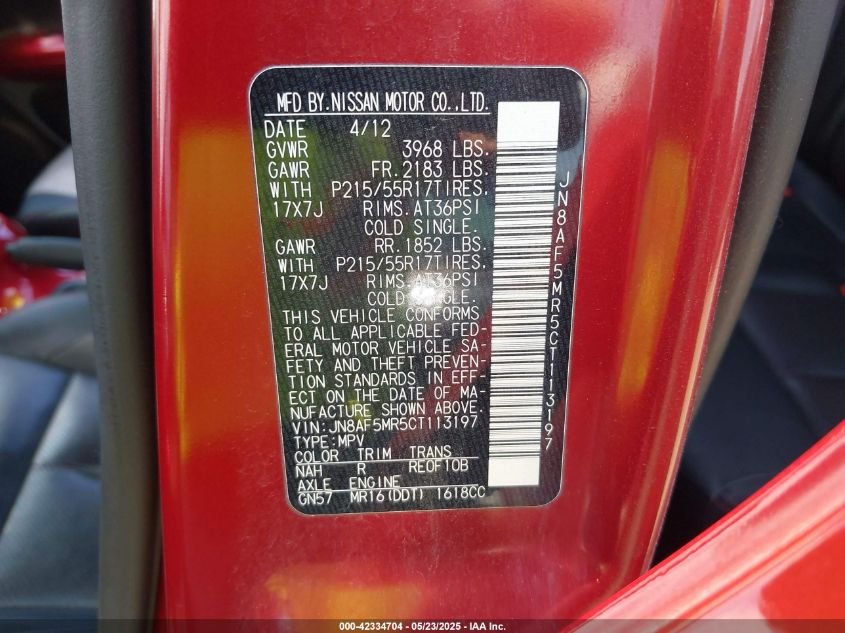 MFD BY.NISSAN MOTOR CO.,LTD.
DATE 4/12
GVWR 3968 LBS.
GAWR FR.2183 LBS.
WITH P215/55R17TIRES.
17X7J RIMS.AT36PSI
COLD SINGLE.
GAWR RR.1852 LBS.
WITH P215/55R17TIRES.
17X7J RIMS.AT36PSI
COLD SINGLE.
THIS VEHICLE CONFORMS
TO ALL APPLICABLE FED-
ERAL MOTOR VEHICLE SA-
FETY AND THEFT PREVEN-
TION STANDARDS IN EFF-
ECT ON THE DATE OF MA-
NUFACTURE SHOWN ABOVE.
VIN:JN8AF5MR5CT113197
TYPE:MPV
COLOR TRIM TRANS
NAH R REOF10B
AXLE ENGINE
GN57 MR16(DDT) 1618CC
JN8AF5MR5CT113197
000-42334704 - 05/23/2025 - IAA Inc.